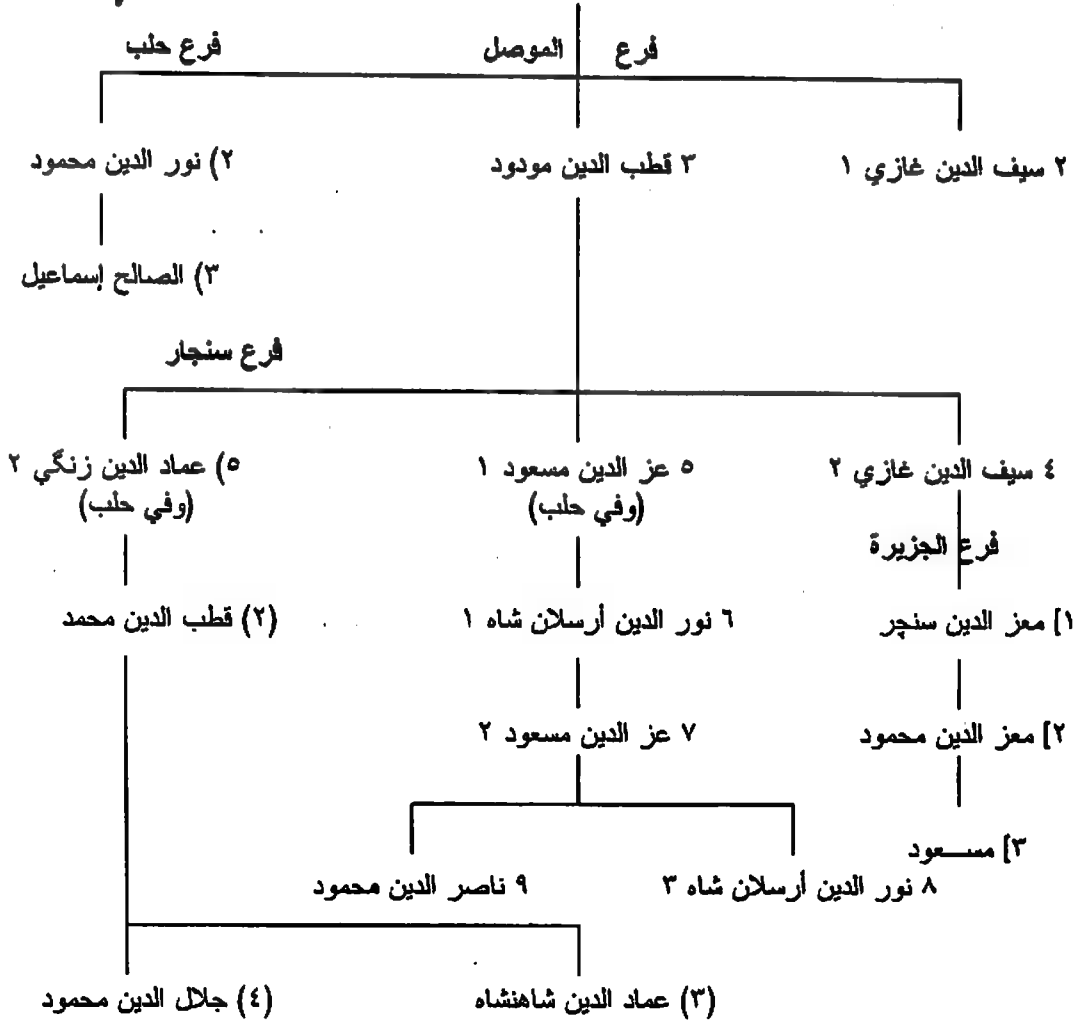 فرع الموصل
فرع حلب
٢ سيف الدين غازي ١
٣ قطب الدين مودود
٢) نور الدين محمود
٣) الصالح إسماعيل
فرع سنجار
٤ سيف الدين غازي ٢
٥ عز الدين مسعود ١
(وفي حلب)
٥) عماد الدين زنگي ٢
(وفي حلب)
فرع الجزيرة
١] معز الدين سنجر
٦ نور الدين أرسلان شاه ١
(٢) قطب الدين محمد
٢] معز الدين محمود
٧ عز الدين مسعود ٢
٣] مســعود
٨ نور الدين أرسلان شاه ٣
٩ ناصر الدين محمود
(٣) عماد الدين شاهنشاه
(٤) جلال الدين محمود